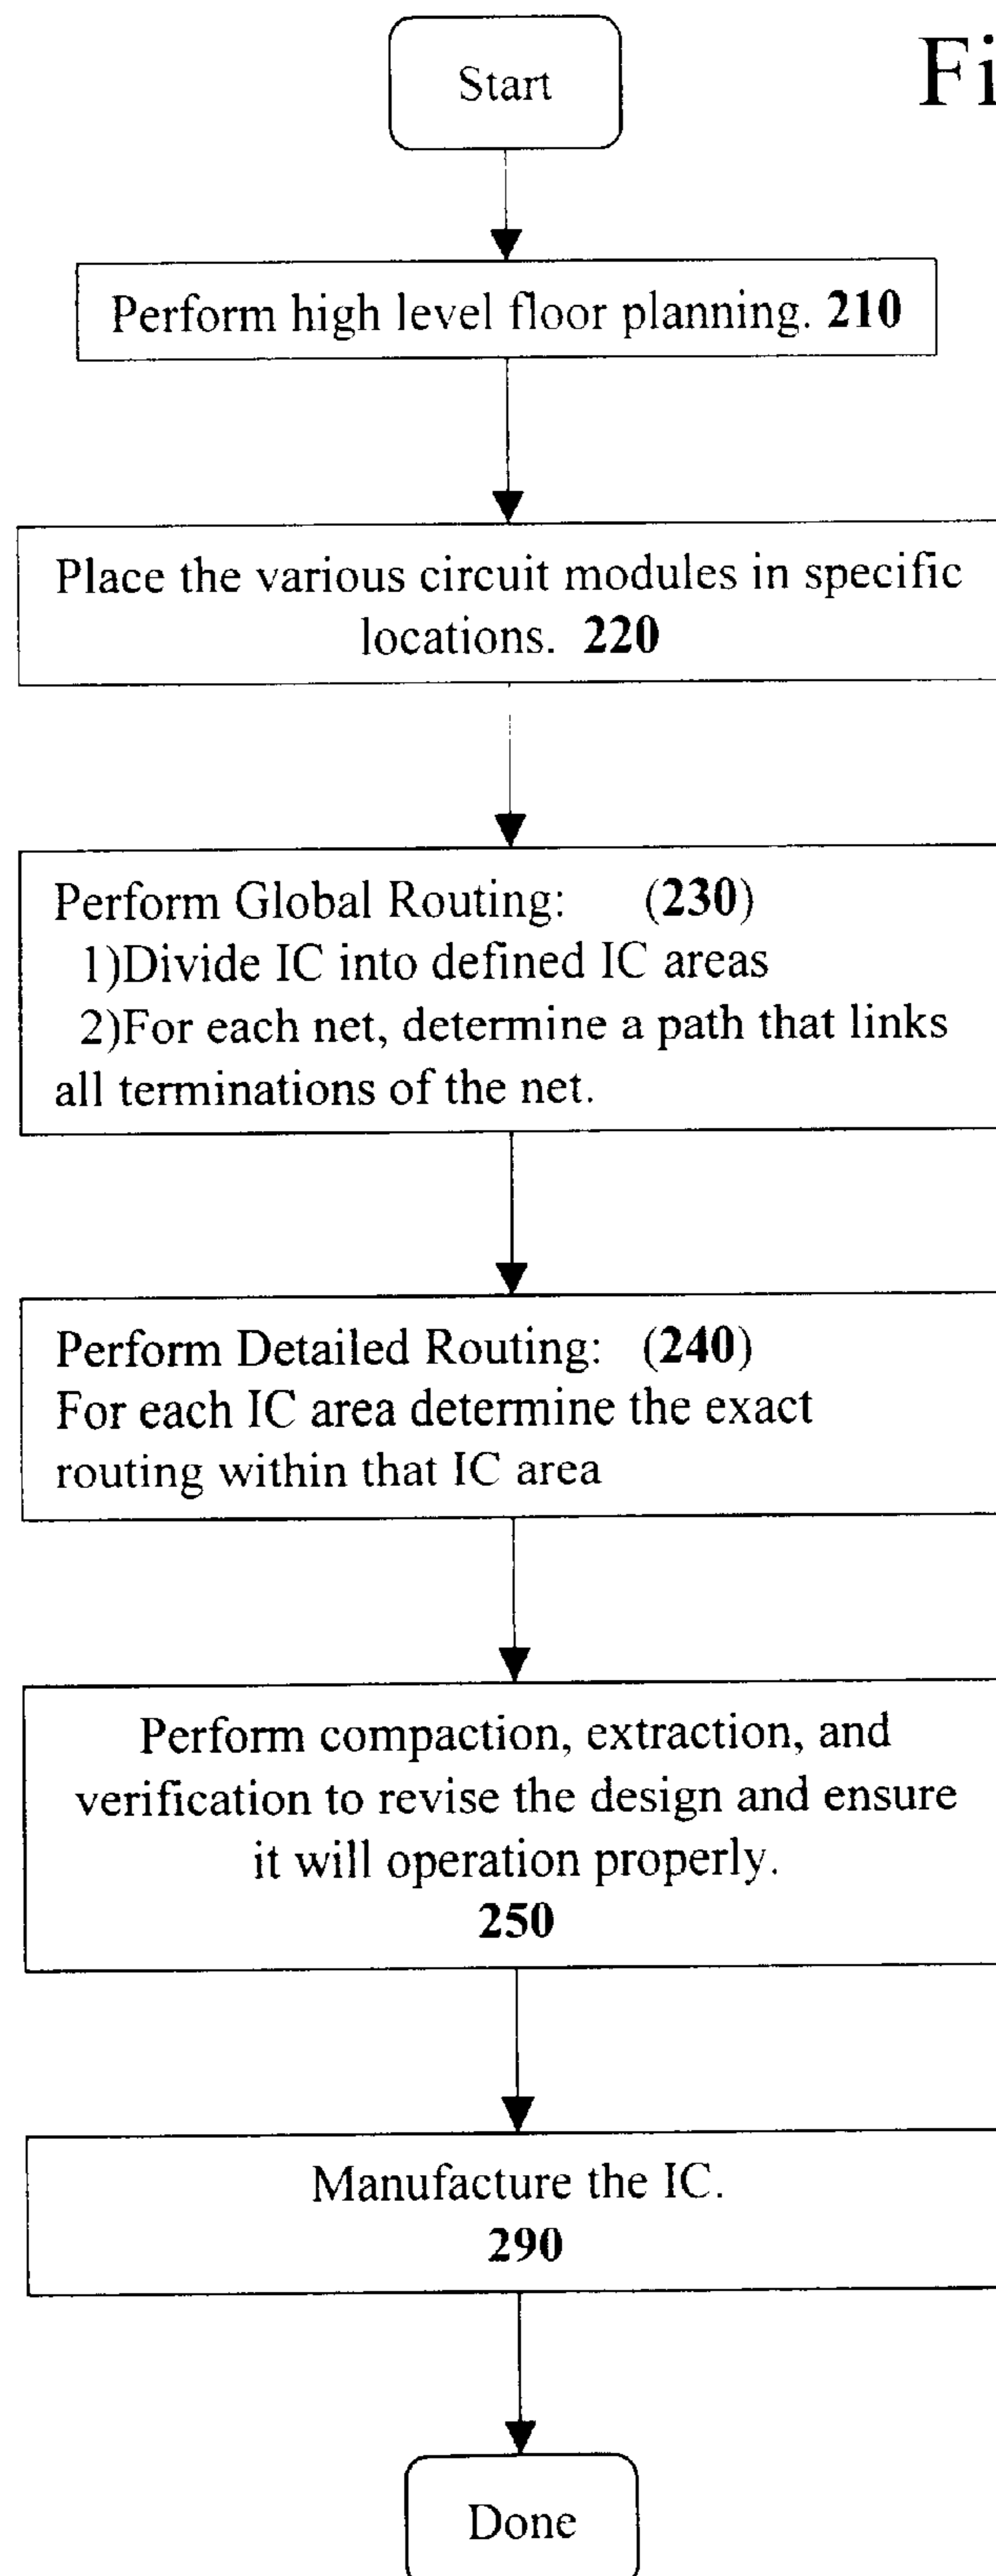 Start
Fi
Perform high level floor planning. 210
Place the various circuit modules in specific
locations. 220
Perform Global Routing: (230)
1)Divide IC into defined IC areas
2)For each net, determine a path that links
all terminations of the net.
Perform Detailed Routing: (240)
For each IC area determine the exact
routing within that IC area
Perform compaction, extraction, and
verification to revise the design and ensure
it will operation properly.
250
Manufacture the IC.
290
Done